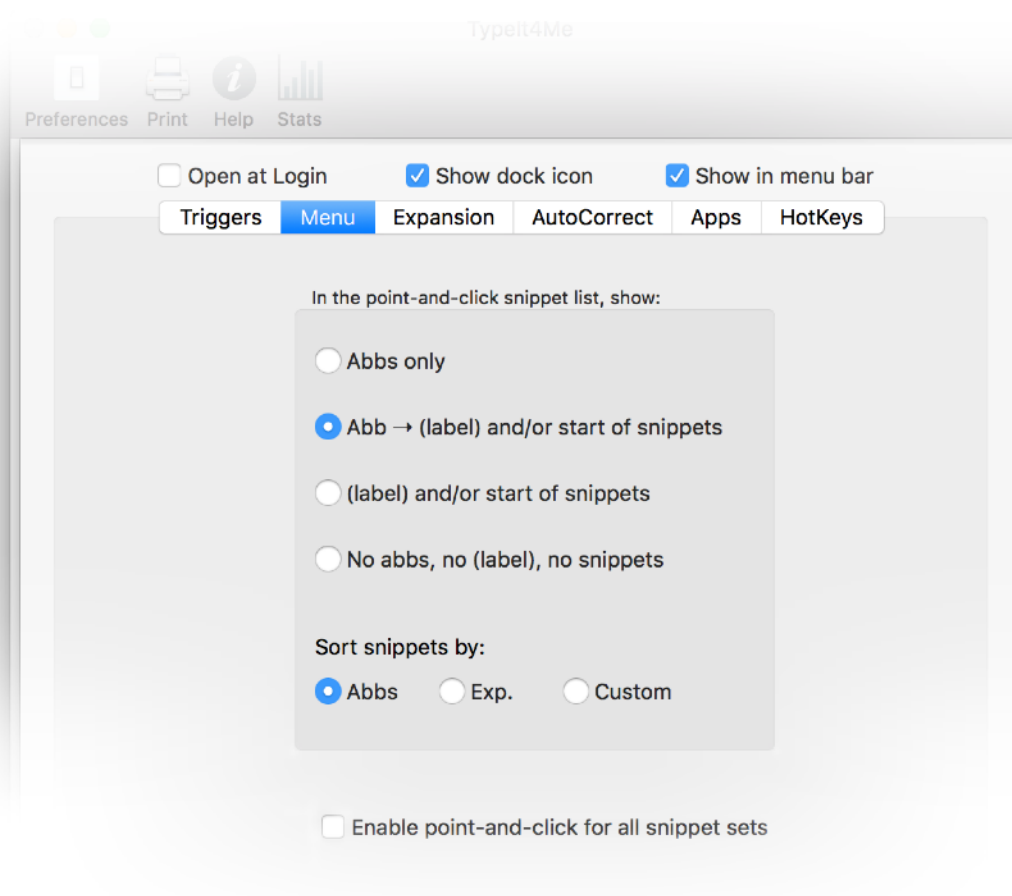 TypeIt4Me
Preferences Print Help Stats
Open at Login Show dock icon Show in menu bar
Triggers Menu Expansion AutoCorrect Apps HotKeys
In the point-and-click snippet list, show:
Abbs only
Abb → (label) and/or start of snippets
(label) and/or start of snippets
No abbs, no (label), no snippets
Sort snippets by:
Abbs Exp. Custom
Enable point-and-click for all snippet sets